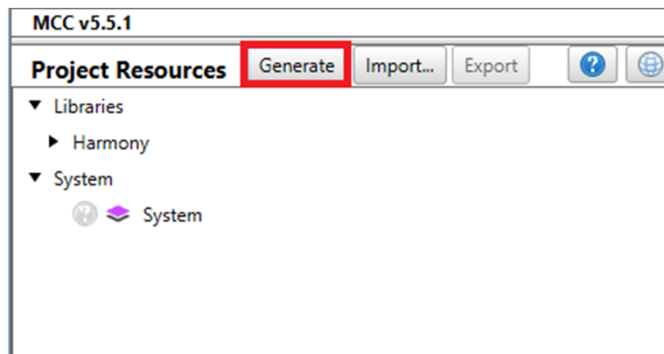 MCC v5.5.1
Project Resources Generate Import... Export ?
Libraries
Harmony
System
? System